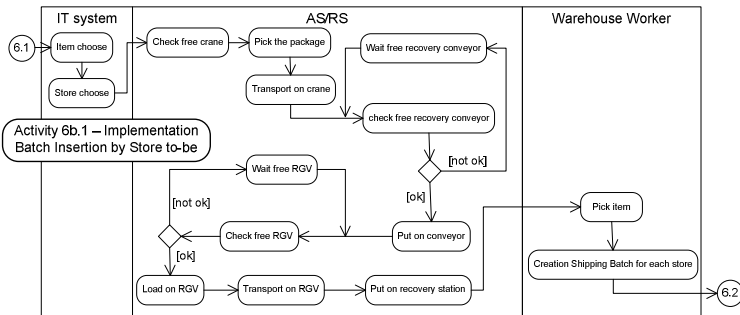 IT system
AS/RS
Warehouse Worker
6.1
Item choose
Store choose
Check free crane
Pick the package
Transport on crane
Wait free recovery conveyor
check free recovery conveyor
[not ok]
[ok]
Activity 6b.1 – Implementation
Batch Insertion by Store to-be
Wait free RGV
[not ok]
Check free RGV
Put on conveyor
[ok]
Load on RGV
Transport on RGV
Put on recovery station
Pick item
Creation Shipping Batch for each store
6.2